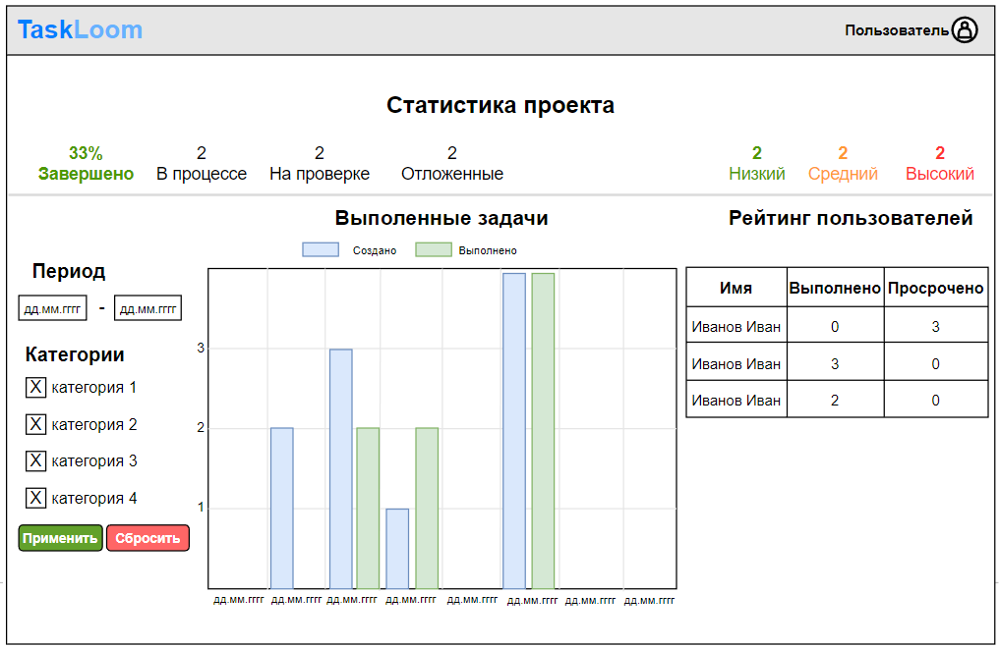 TaskLoom
Пользователь
Статистика проекта
33%
Завершено
2
В процессе
2
На проверке
2
Отложенные
2
Низкий
2
Средний
2
Высокий
Период
дд.мм.гггг - дд.мм.гггг
Категории
X категория 1
X категория 2
X категория 3
X категория 4
Применить Сбросить
Выполенные задачи
Создано Выполнено
3
2
1
дд.мм.гггг дд.мм.гггг дд.мм.гггг дд.мм.гггг дд.мм.гггг дд.мм.гггг дд.мм.гггг дд.мм.гггг
Рейтинг пользователей
Имя Выполнено Просрочено
Иванов Иван 0 3
Иванов Иван 3 0
Иванов Иван 2 0